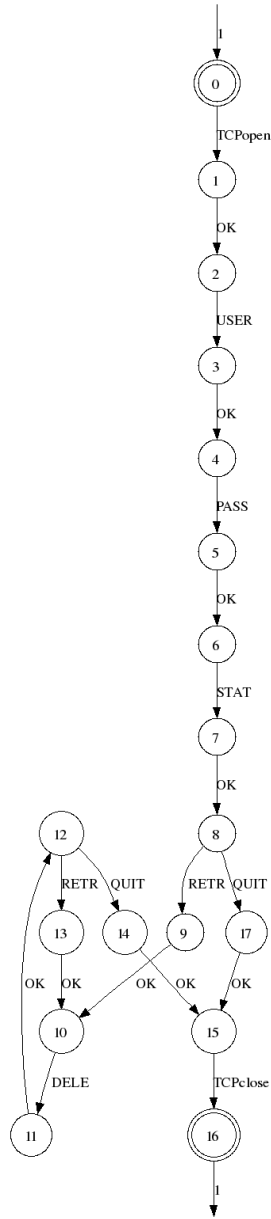 1
0
TCPopen
1
OK
2
USER
3
OK
4
PASS
5
OK
6
STAT
7
OK
12 8
RETR QUIT RETR QUIT
13 14 9 17
OK OK OK OK OK
10 15
DELE TCPclose
11 16
1